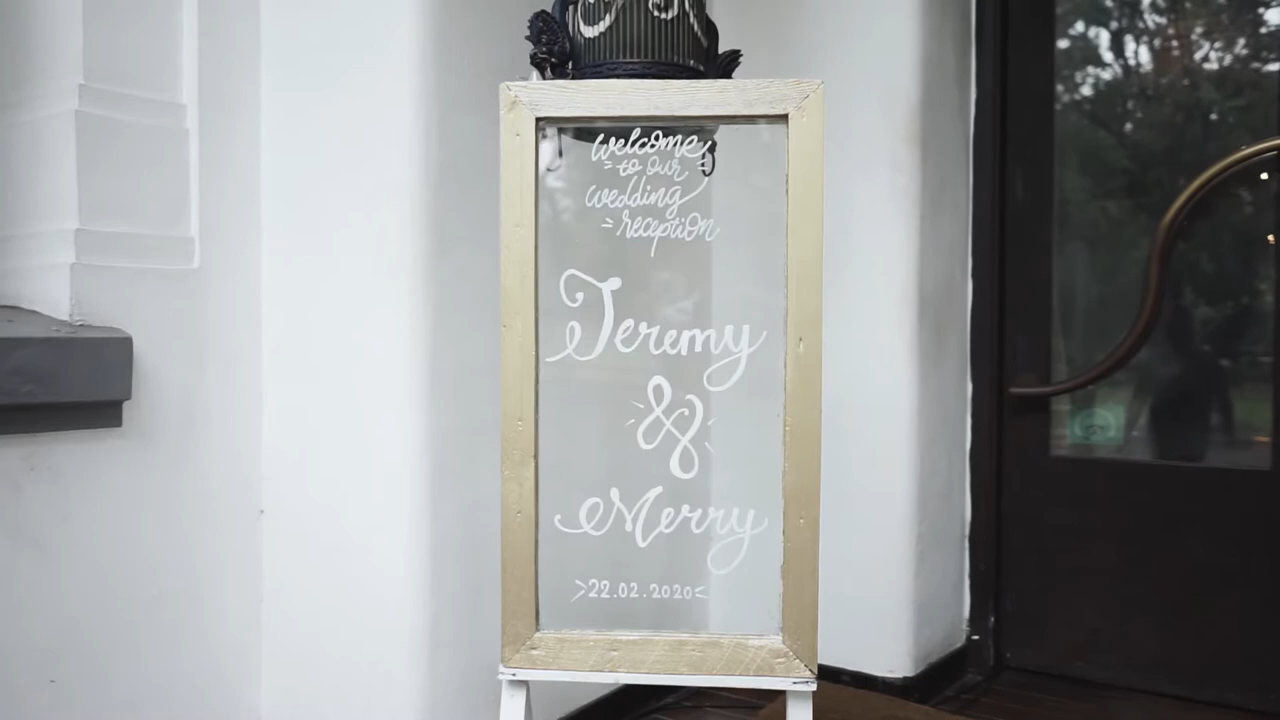 welcome
to our
wedding
reception
Jeremy
&
Merry
>22.02.2020<